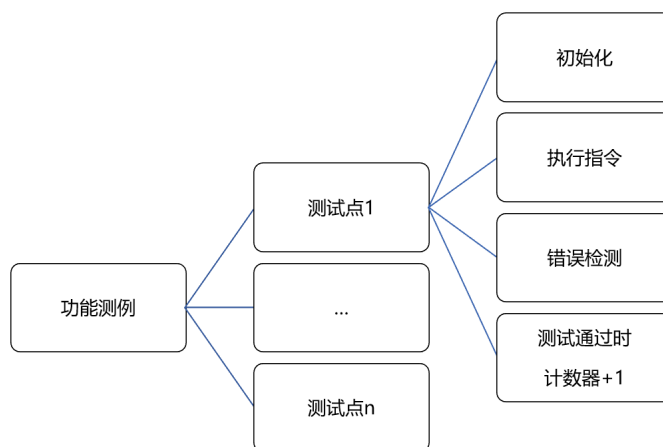 初始化
执行指令
测试点1
错误检测
功能测例
...
测试通过时
计数器+1
测试点n